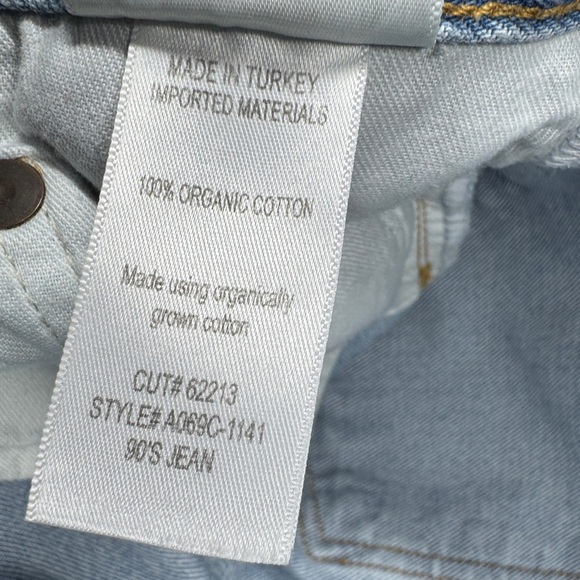 MADE IN TURKEY
IMPORTED MATERIALS
100% ORGANIC COTTON
Made using organically
grown cotton
CUT# 62213
STYLE# A069C-1141
90'S JEAN